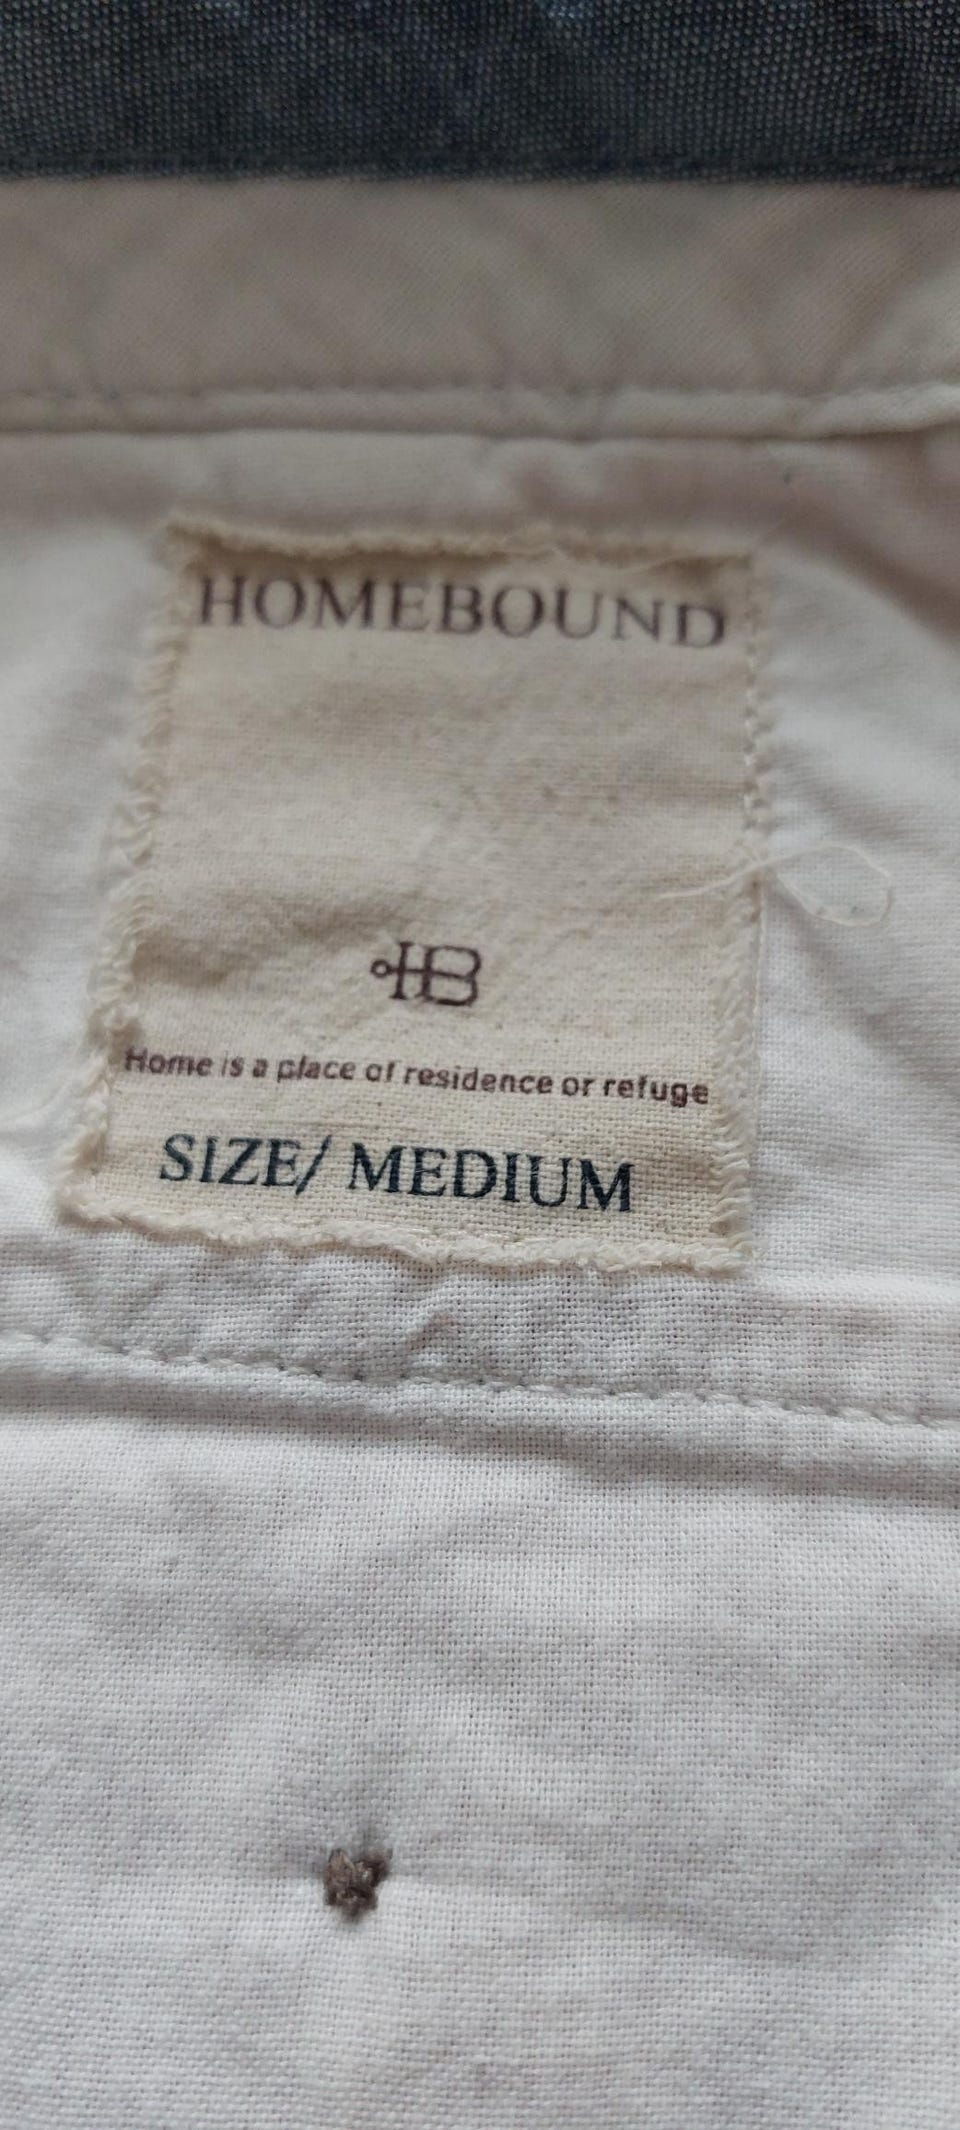 HOMEBOUND
HB
Home is a place of residence or refuge
SIZE/ MEDIUM